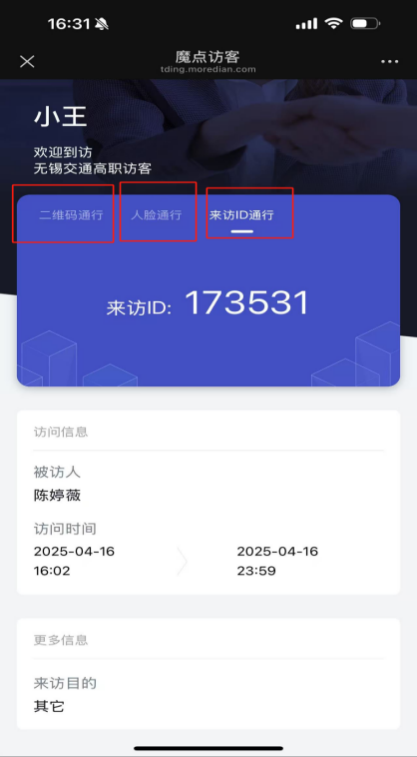 16:31
魔点访客
tding.moredian.com
小王
欢迎到访
无锡交通高职访客
二维码通行 人脸通行 来访ID通行
来访ID: 173531
访问信息
被访人
陈婷薇
访问时间
2025-04-16 2025-04-16
16:02 23:59
更多信息
来访目的
其它